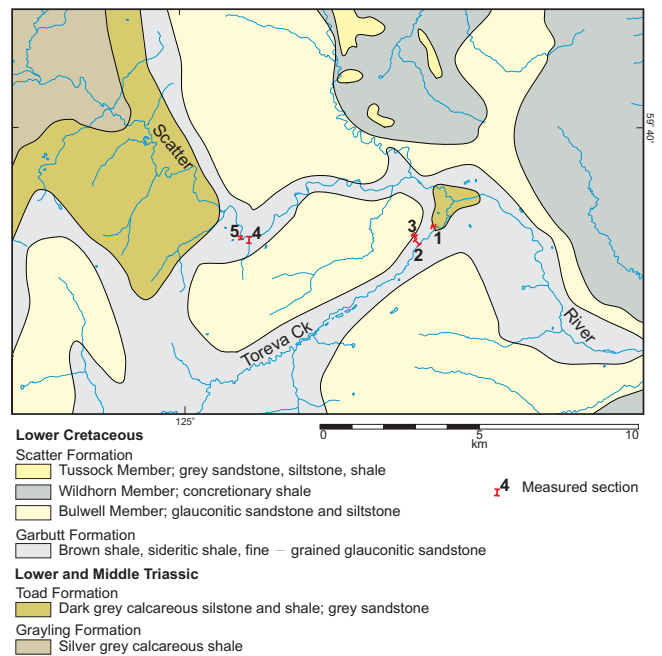 59° 40'
Scatter
5
4
3
2
1
River
Toreva Ck
125°
0 5 10
km
Lower Cretaceous
Scatter Formation
Tussock Member; grey sandstone, siltstone, shale
Wildhorn Member; concretionary shale
4 Measured section
Bulwell Member; glauconitic sandstone and siltstone
Garbutt Formation
Brown shale, sideritic shale, fine – grained glauconitic sandstone
Lower and Middle Triassic
Toad Formation
Dark grey calcareous silstone and shale; grey sandstone
Grayling Formation
Silver grey calcareous shale